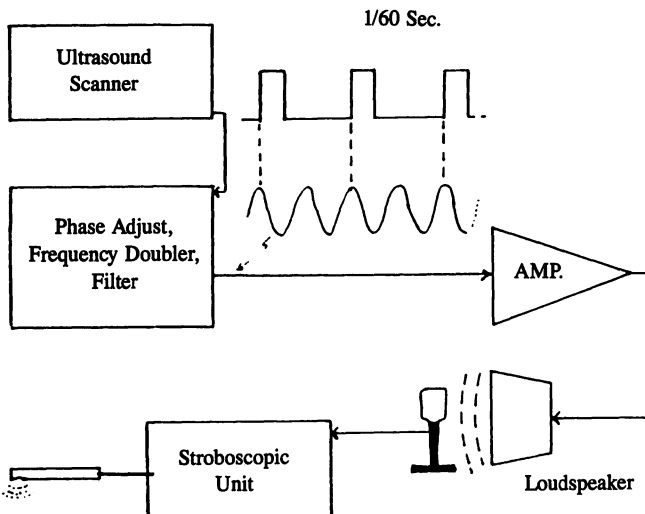 1/60 Sec.
Ultrasound
Scanner
Phase Adjust,
Frequency Doubler,
Filter
AMP.
Stroboscopic
Unit
Loudspeaker